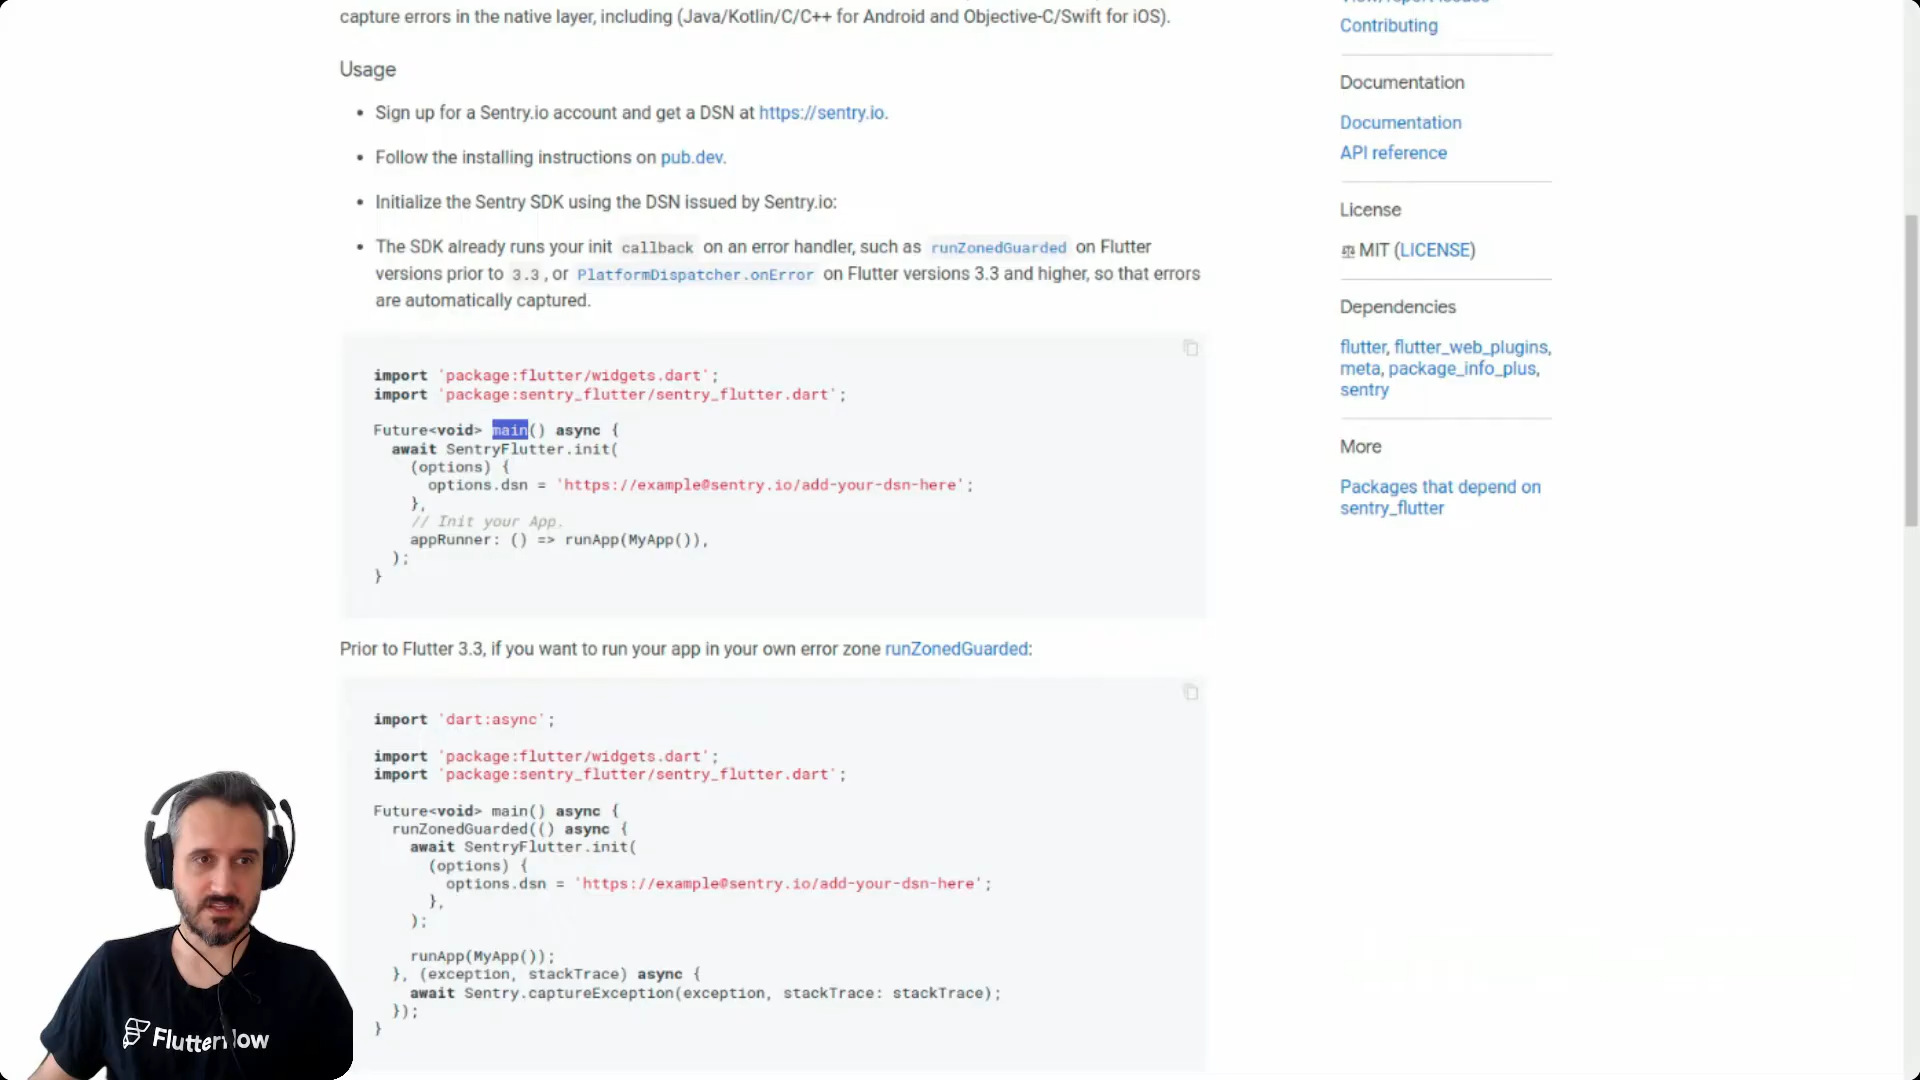 capture errors in the native layer, including (Java/Kotlin/C/C++ for Android and Objective-C/Swift for iOS).
Usage
• Sign up for a Sentry.io account and get a DSN at https://sentry.io.
• Follow the installing instructions on pub.dev.
• Initialize the Sentry SDK using the DSN issued by Sentry.io:
• The SDK already runs your init callback on an error handler, such as runZonedGuarded on Flutter
versions prior to 3.3, or PlatformDispatcher.onError on Flutter versions 3.3 and higher, so that errors
are automatically captured.
import 'package:flutter/widgets.dart';
import 'package:sentry_flutter/sentry_flutter.dart';
Future<void> main() async {
await SentryFlutter.init(
(options) {
options.dsn = 'https://example@sentry.io/add-your-dsn-here';
},
// Init your App.
appRunner: () => runApp(MyApp()),
);
}
Prior to Flutter 3.3, if you want to run your app in your own error zone runZonedGuarded:
import 'dart:async';
import 'package:flutter/widgets.dart';
import 'package:sentry_flutter/sentry_flutter.dart';
Future<void> main() async {
runZonedGuarded(() async {
await SentryFlutter.init(
(options) {
options.dsn = 'https://example@sentry.io/add-your-dsn-here';
},
);
runApp(MyApp());
}, (exception, stackTrace) async {
await Sentry.captureException(exception, stackTrace: stackTrace);
});
}
View/report issues
Contributing
Documentation
Documentation
API reference
License
MIT (LICENSE)
Dependencies
flutter, flutter_web_plugins,
meta, package_info_plus,
sentry
More
Packages that depend on
sentry_flutter
FlutterFlow